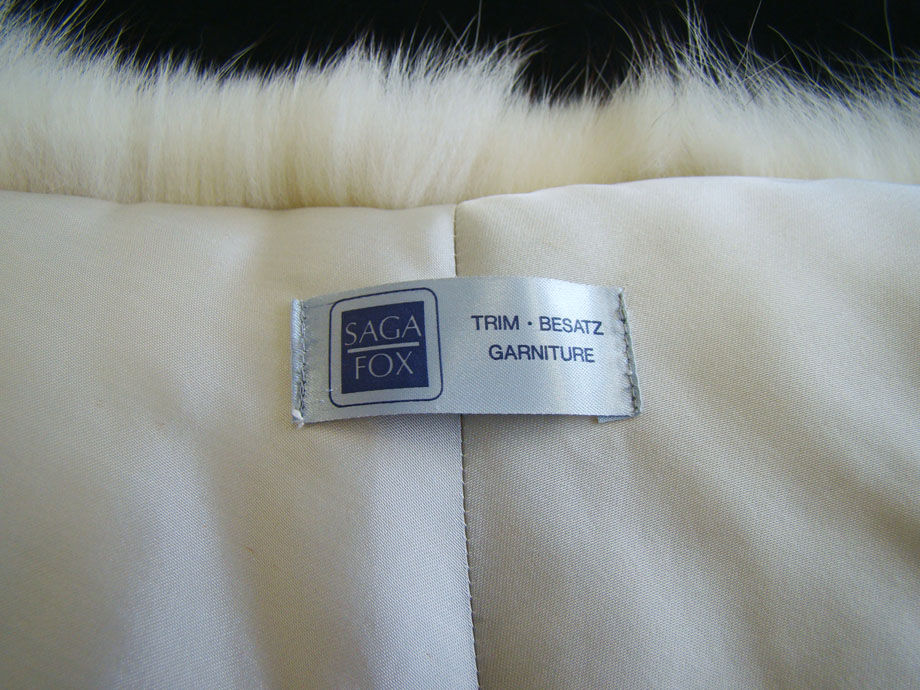 SAGA
FOX
TRIM · BESATZ
GARNITURE